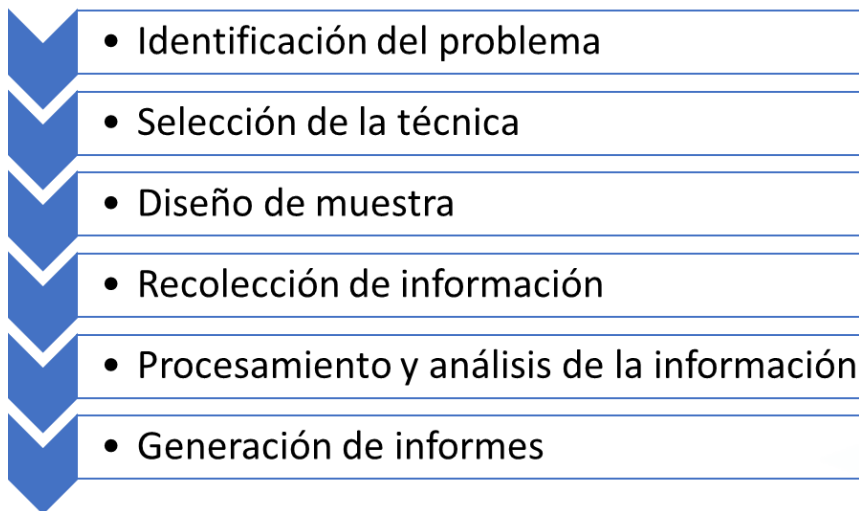 • Identificación del problema
• Selección de la técnica
• Diseño de muestra
• Recolección de información
• Procesamiento y análisis de la información
• Generación de informes